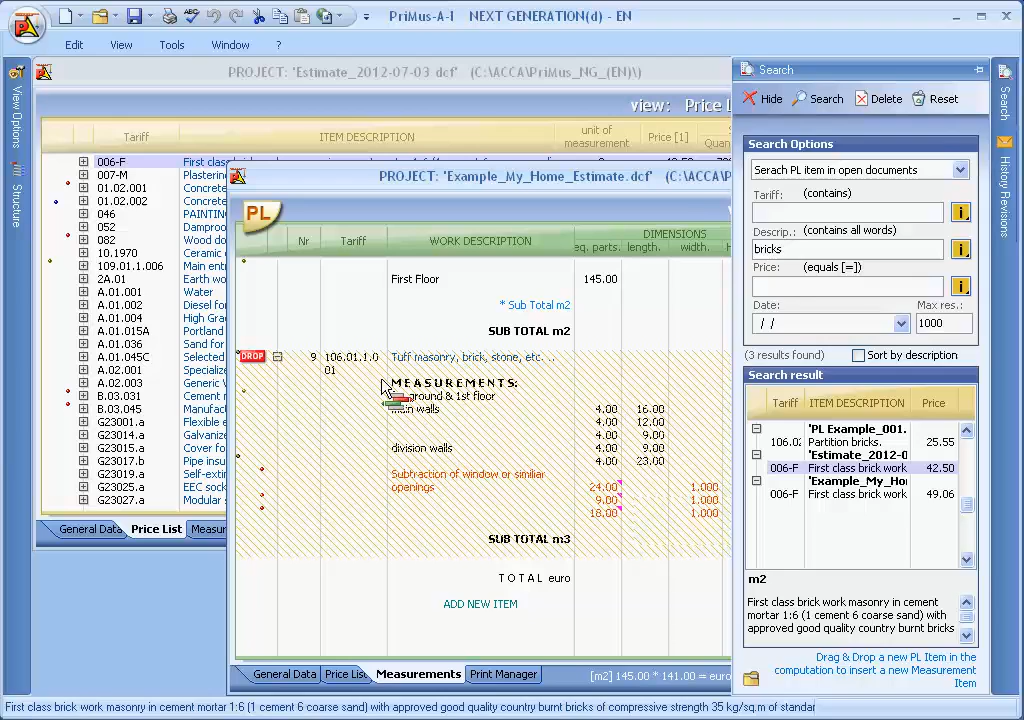 PriMus-A-I NEXT GENERATION(d) - EN
Edit View Tools Window ?
PROJECT: 'Estimate_2012-07-03 dcf' (C:\ACCA\PriMus_NG_(EN)\)
view: Price L
Tariff ITEM DESCRIPTION unit of measurement Price [1] Quan
006-F First clas
007-M Plasterin
01.02.001 Concrete
01.02.002 Concrete
046 PAINTIN
052 Damproo
082 Wood do
10.1970 Ceramic
109.01.1.006 Main ent
2A.01 Earth wo
A.01.001 Water
A.01.002 Diesel fo
A.01.004 High Gra
A.01.015A Portland
A.01.036 Sand for
A.01.045C Selected
A.02.001 Specialize
A.02.003 Generic
B.03.031 Cement
B.03.045 Manufac
G23001.a Flexible
G23014.a Galvaniz
G23015.a Cover fo
G23017.b Pipe insu
G23019.a Self-exti
G23025.a EEC sock
G23027.a Modular
General Data Price List Measur
View Options
Structure
PROJECT: 'Example_My_Home_Estimate.dcf' (C:\ACCA\P
PL
Nr Tariff WORK DESCRIPTION DIMENSIONS
eq. parts. length. width. H
First Floor 145.00
* Sub Total m2
SUB TOTAL m2
DROP 9 106.01.1.0 Tuff masonry, brick, stone, etc. ..
01
MEASUREMENTS:
ground & 1st floor
walls 4.00 16.00
4.00 12.00
4.00 9.00
division walls 4.00 9.00
4.00 23.00
Subtraction of window or similiar
openings 24.00 1.000
9.00 1.000
18.00 1.000
SUB TOTAL m3
T O T A L euro
ADD NEW ITEM
General Data Price Lis Measurements Print Manager [m2] 145.00 * 141.00 = euro
Search
Hide Search Delete Reset
Search Options
Serach PL item in open documents
Tariff: (contains)
Descrip.: (contains all words)
bricks
Price: (equals [=])
Date: Max res.:
/ / 1000
(3 results found) Sort by description
Search result
Tariff ITEM DESCRIPTION Price
'PL Example_001.
106.02 Partition bricks. 25.55
'Estimate_2012-0
006-F First class brick work 42.50
'Example_My_Ho
006-F First class brick work 49.06
m2
First class brick work masonry in cement
mortar 1:6 (1 cement 6 coarse sand) with
approved good quality country burnt bricks
Drag & Drop a new PL Item in the
computation to insert a new Measurement
Item
Search
History Revisions
First class brick work masonry in cement mortar 1:6 (1 cement 6 coarse sand) with approved good quality country burnt bricks of compressive strength 35 kg/sq.m of standar